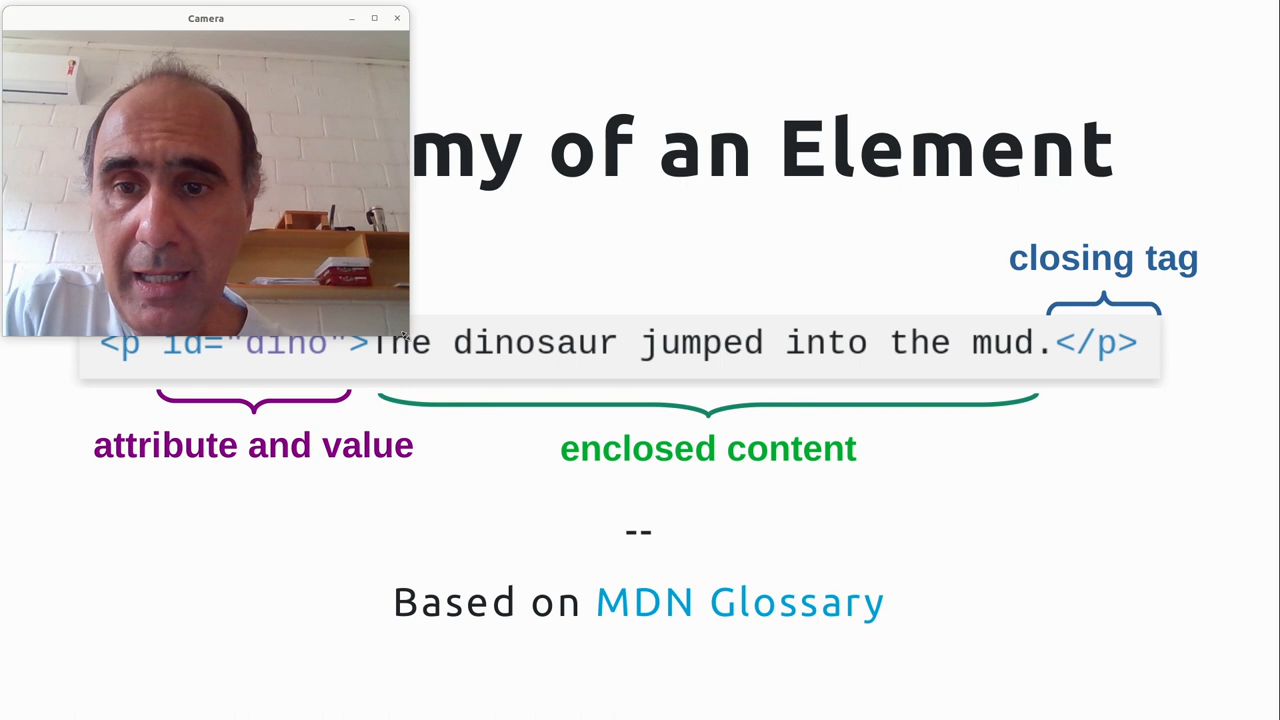 Camera
my of an Element
closing tag
<p id="dino">The dinosaur jumped into the mud.</p>
attribute and value
enclosed content
--
Based on MDN Glossary